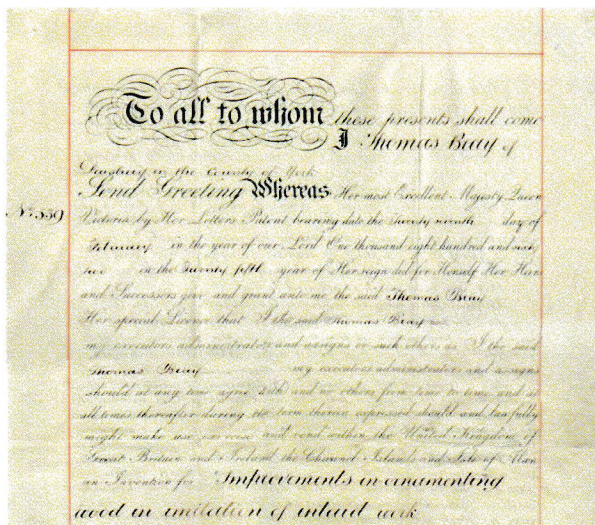 To all to whom these presents shall come
I Thomas Bray of
in the County of York
Send Greeting Whereas Her most Excellent Majesty Queen
No. 559
Victoria by Her Letters Patent bearing date the Twenty day of
February in the year of our Lord One thousand eight hundred and sixty
two in the Twenty fifth year of Her reign did for Herself Her Heirs
and Successors give and grant unto me the said Thomas Bray
Her special Licence that I the said Thomas Bray
my executors administrators and assigns or such others as I the said
Thomas Bray my executors administrators and assigns
should at any time agree with and no others from time to time and at
all times thereafter during the term therein expressed should and lawfully
might make use exercise and vend within the United Kingdom of
Great Britain and Ireland the Channel Islands and Isle of Man
an Invention for "Improvements in ornamenting
wood in imitation of inlaid work